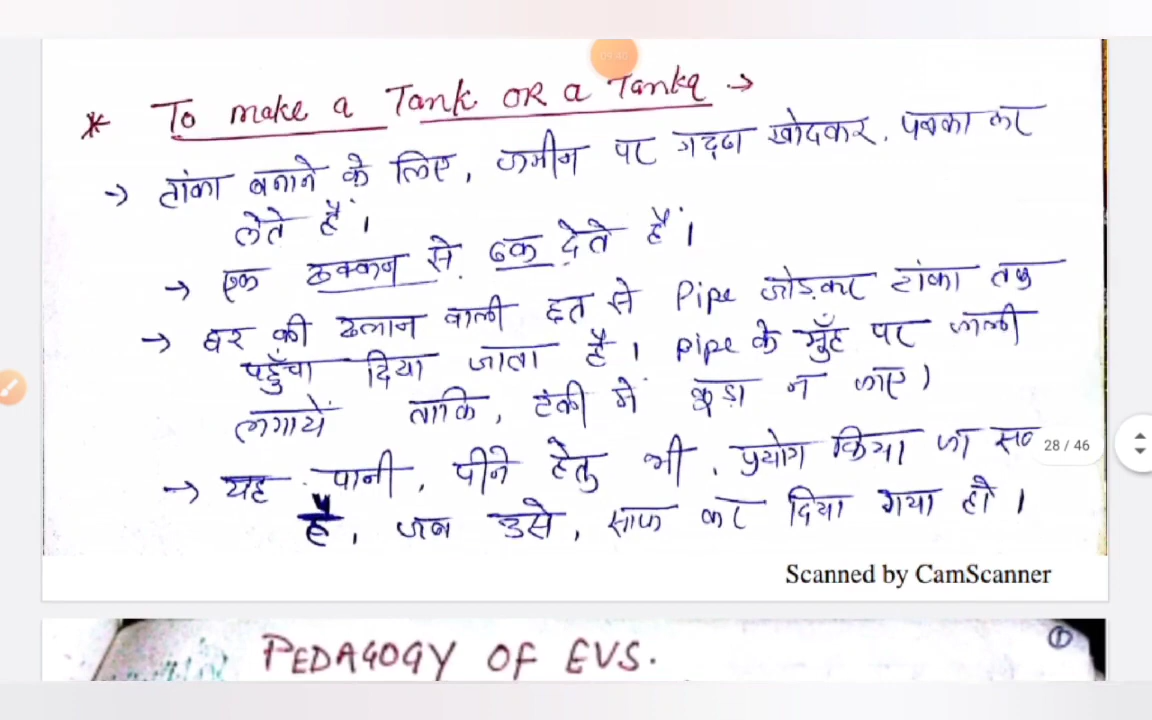 * To make a Tank OR a Tanka →
→ तांका बनाने के लिए, जमीन पर गड्ढा खोदकर, पक्का कर
लेते हैं।
→ एक ढक्कन से ढक देते हैं।
→ घर की ढलान वाली छत से Pipe जोड़कर टांका तक
पहुँचा दिया जाता है। pipe के मुँह पर जाली
लगायें ताकि, टंकी में कूड़ा न जाए)
→ यह पानी, पीने हेतु भी, प्रयोग किया जा
28 / 46
है, जब उसे, साफ कर दिया गया हो।
Scanned by CamScanner
PEDAGOGY OF EVS.
1